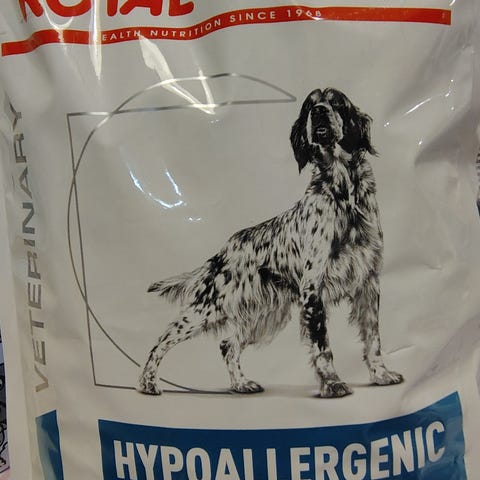 ROYAL
HEALTH NUTRITION SINCE 1968
VETERINARY
HYPOALLERGENIC